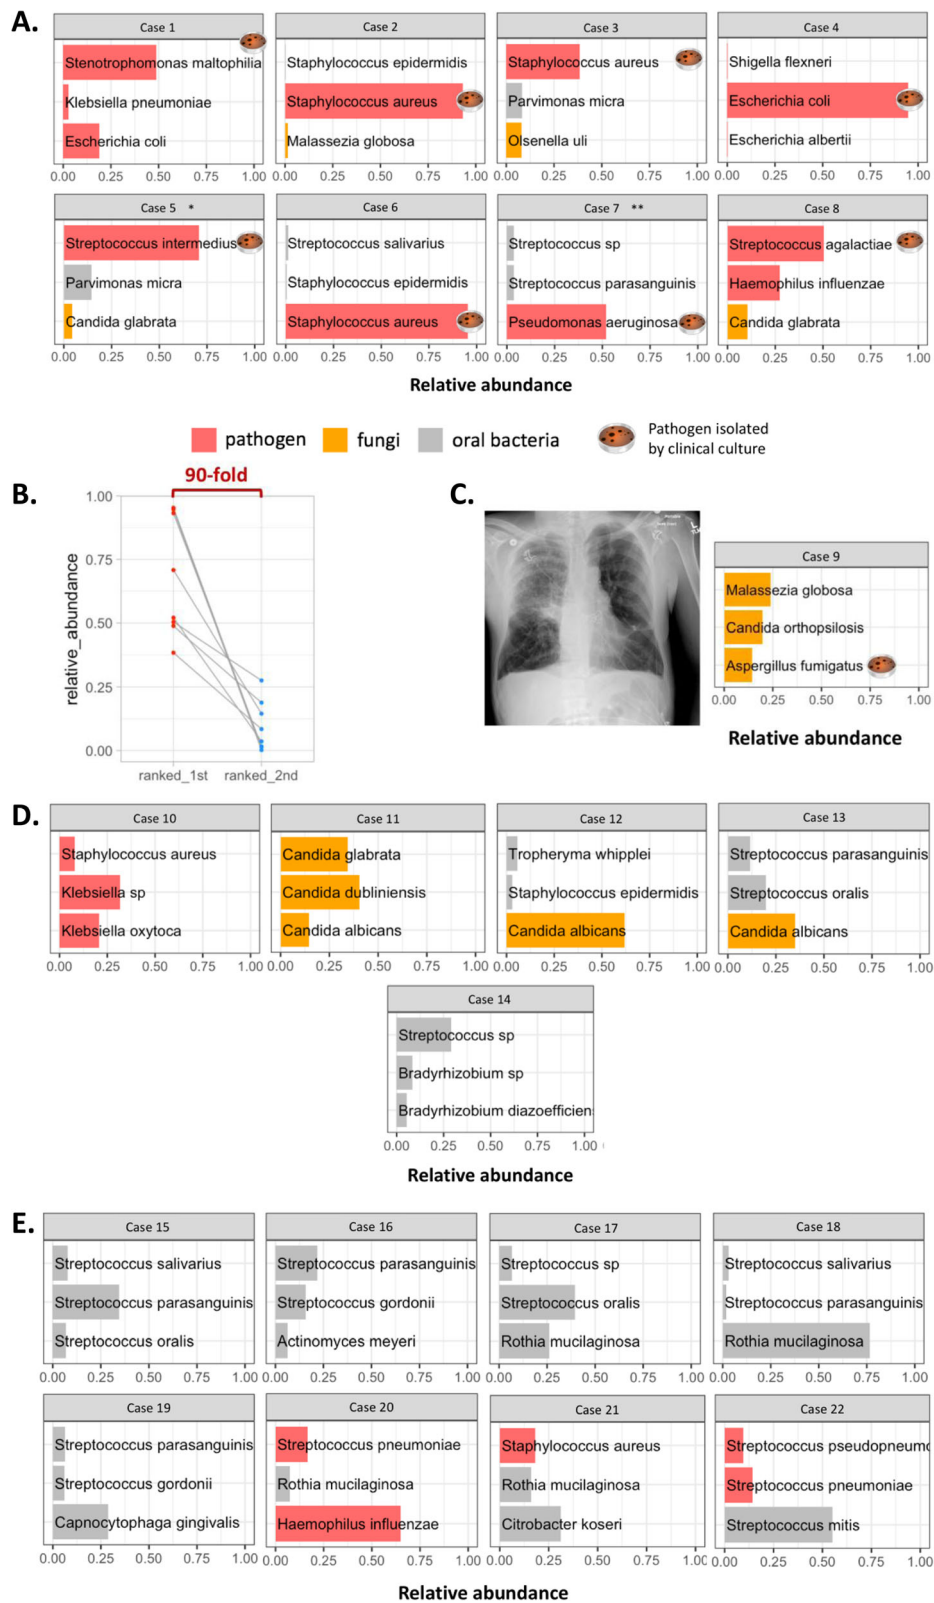 A.
Case 1
Stenotrophomonas maltophilia
Klebsiella pneumoniae
Escherichia coli
0.00 0.25 0.50 0.75 1.00
Case 2
Staphylococcus epidermidis
Staphylococcus aureus
Malassezia globosa
0.00 0.25 0.50 0.75 1.00
Case 3
Staphylococcus aureus
Parvimonas micra
Olsenella uli
0.00 0.25 0.50 0.75 1.00
Case 4
Shigella flexneri
Escherichia coli
Escherichia albertii
0.00 0.25 0.50 0.75 1.00
Case 5 *
Streptococcus intermedius
Parvimonas micra
Candida glabrata
0.00 0.25 0.50 0.75 1.00
Case 6
Streptococcus salivarius
Staphylococcus epidermidis
Staphylococcus aureus
0.00 0.25 0.50 0.75 1.00
Case 7 **
Streptococcus sp
Streptococcus parasanguinis
Pseudomonas aeruginosa
0.00 0.25 0.50 0.75 1.00
Case 8
Streptococcus agalactiae
Haemophilus influenzae
Candida glabrata
0.00 0.25 0.50 0.75 1.00
Relative abundance
pathogen fungi oral bacteria
Pathogen isolated
by clinical culture
B.
90-fold
relative_abundance
1.00
0.75
0.50
0.25
0.00
ranked_1st ranked_2nd
C.
Case 9
Malassezia globosa
Candida orthopsilosis
Aspergillus fumigatus
0.00 0.25 0.50 0.75 1.00
Relative abundance
D.
Case 10
Staphylococcus aureus
Klebsiella sp
Klebsiella oxytoca
0.00 0.25 0.50 0.75 1.00
Case 11
Candida glabrata
Candida dubliniensis
Candida albicans
0.00 0.25 0.50 0.75 1.00
Case 12
Tropheryma whipplei
Staphylococcus epidermidis
Candida albicans
0.00 0.25 0.50 0.75 1.00
Case 13
Streptococcus parasanguinis
Streptococcus oralis
Candida albicans
0.00 0.25 0.50 0.75 1.00
Case 14
Streptococcus sp
Bradyrhizobium sp
Bradyrhizobium diazoefficien
0.00 0.25 0.50 0.75 1.00
Relative abundance
E.
Case 15
Streptococcus salivarius
Streptococcus parasanguinis
Streptococcus oralis
0.00 0.25 0.50 0.75 1.00
Case 16
Streptococcus parasanguinis
Streptococcus gordonii
Actinomyces meyeri
0.00 0.25 0.50 0.75 1.00
Case 17
Streptococcus sp
Streptococcus oralis
Rothia mucilaginosa
0.00 0.25 0.50 0.75 1.00
Case 18
Streptococcus salivarius
Streptococcus parasanguinis
Rothia mucilaginosa
0.00 0.25 0.50 0.75 1.00
Case 19
Streptococcus parasanguinis
Streptococcus gordonii
Capnocytophaga gingivalis
0.00 0.25 0.50 0.75 1.00
Case 20
Streptococcus pneumoniae
Rothia mucilaginosa
Haemophilus influenzae
0.00 0.25 0.50 0.75 1.00
Case 21
Staphylococcus aureus
Rothia mucilaginosa
Citrobacter koseri
0.00 0.25 0.50 0.75 1.00
Case 22
Streptococcus pseudopneumo
Streptococcus pneumoniae
Streptococcus mitis
0.00 0.25 0.50 0.75 1.00
Relative abundance